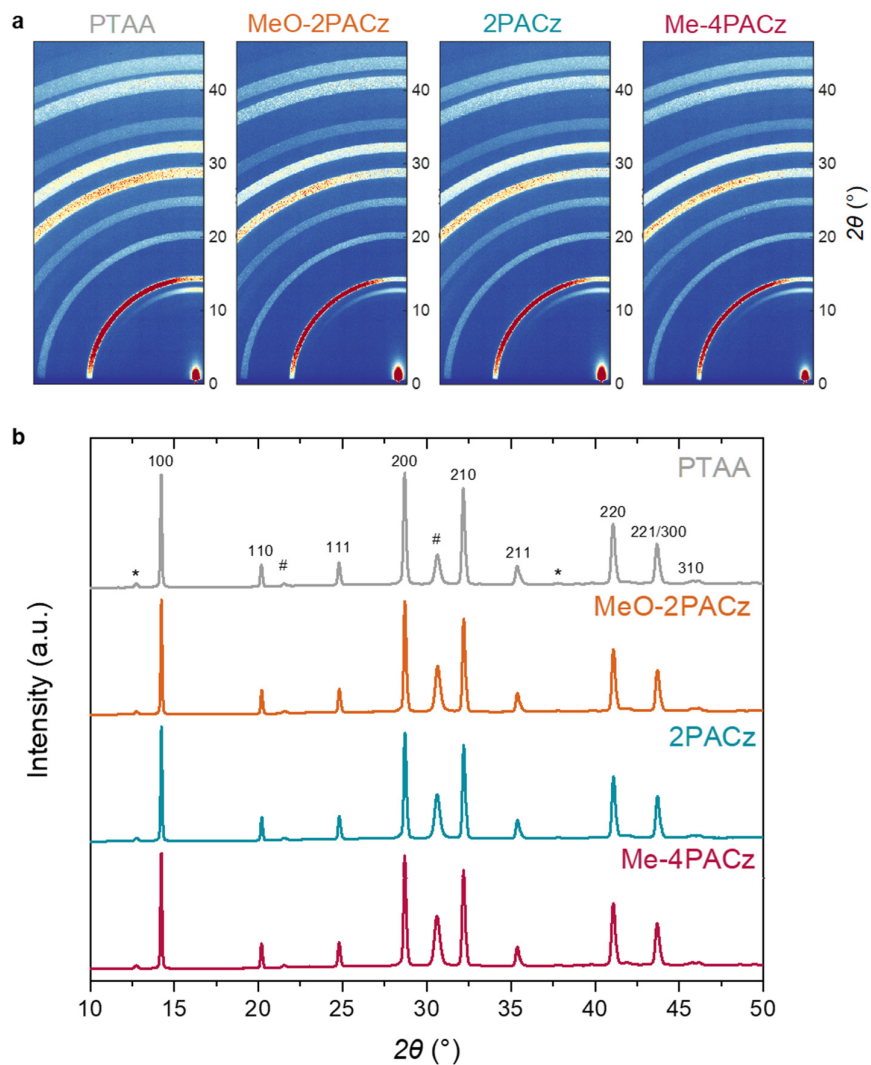 a
PTAA MeO-2PACz 2PACz Me-4PACz
40 40 40 40
30 30 30 30
20 20 20 20
10 10 10 10
0 0 0 0
2θ (°)
b
PTAA
100 200 210
110 # 111 # 211 220 221/300 310
* *
MeO-2PACz
2PACz
Me-4PACz
Intensity (a.u.)
10 15 20 25 30 35 40 45 50
2θ (°)